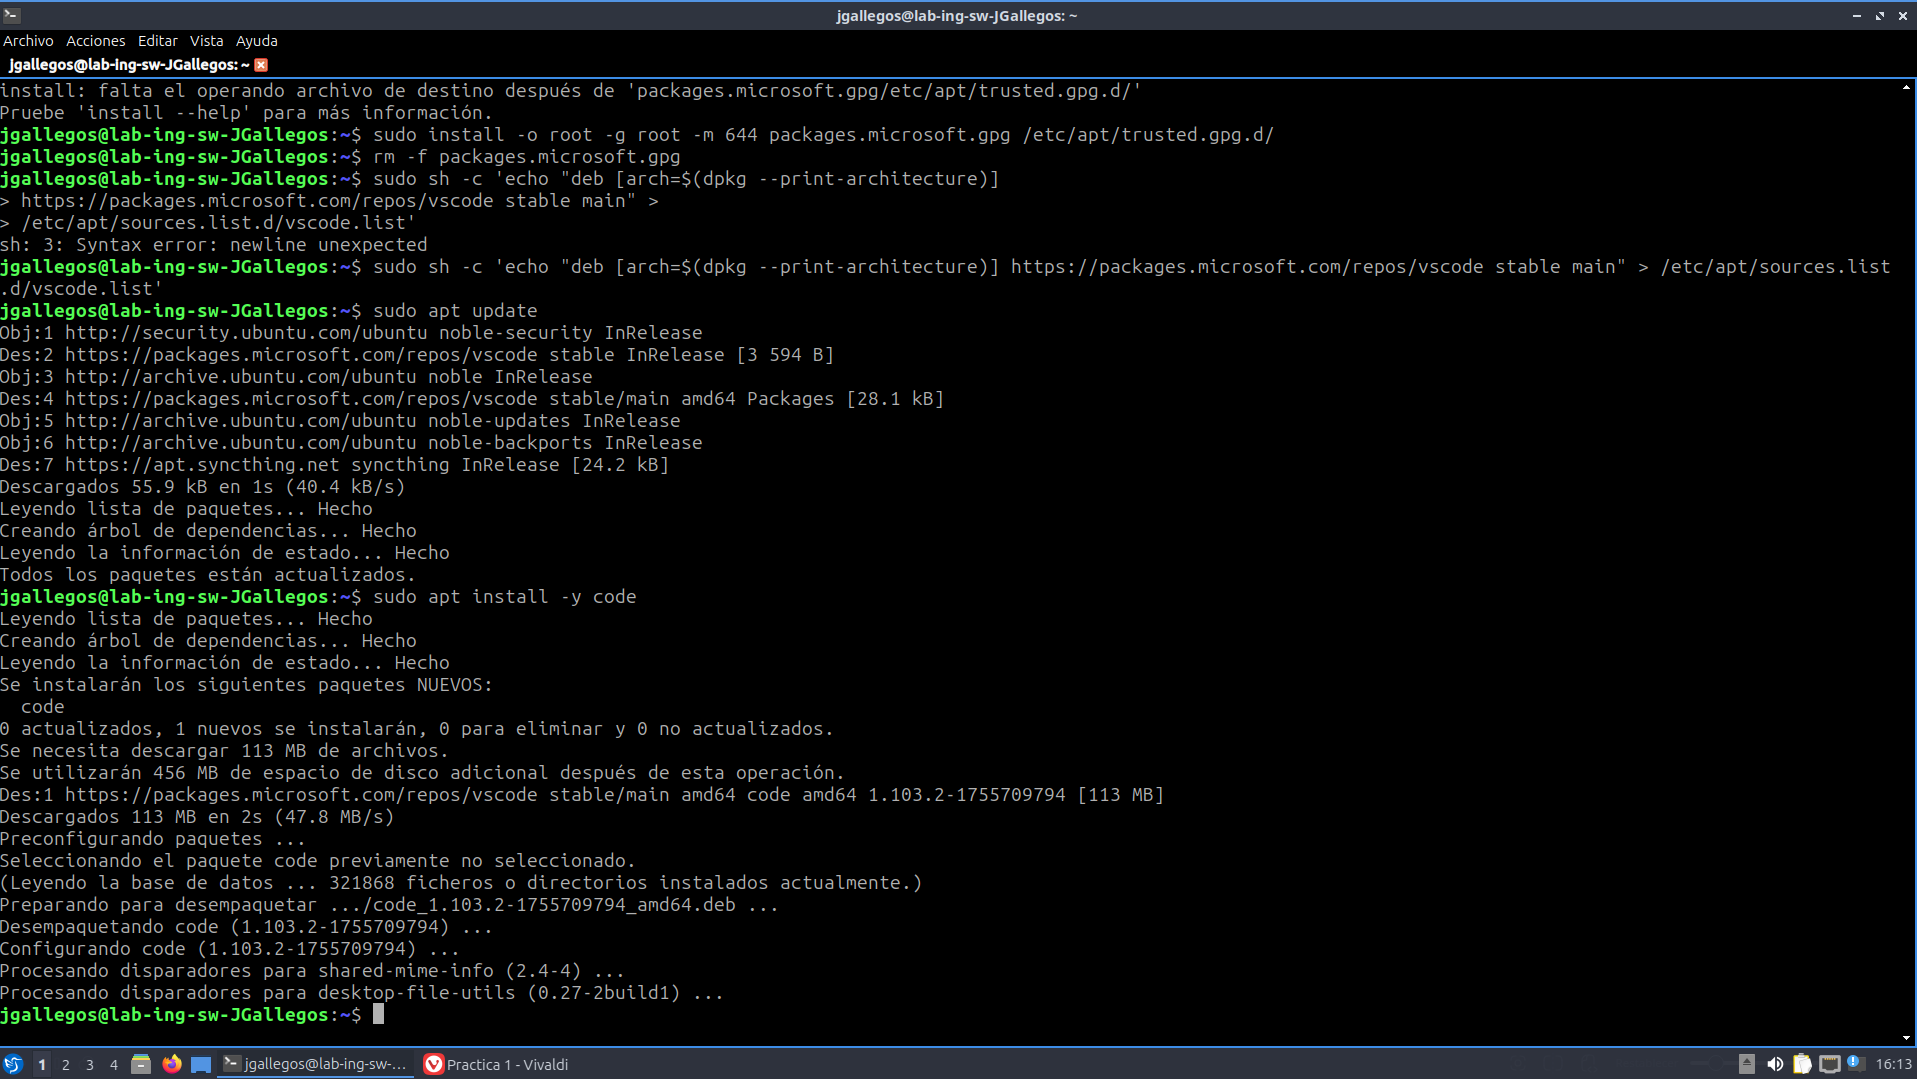 jgallegos@lab-ing-sw-JGallegos: ~
Archivo Acciones Editar Vista Ayuda
jgallegos@lab-ing-sw-JGallegos: ~
install: falta el operando archivo de destino después de 'packages.microsoft.gpg/etc/apt/trusted.gpg.d/'
Pruebe 'install --help' para más información.
jgallegos@lab-ing-sw-JGallegos:~$ sudo install -o root -g root -m 644 packages.microsoft.gpg /etc/apt/trusted.gpg.d/
jgallegos@lab-ing-sw-JGallegos:~$ rm -f packages.microsoft.gpg
jgallegos@lab-ing-sw-JGallegos:~$ sudo sh -c 'echo "deb [arch=$(dpkg --print-architecture)]
> https://packages.microsoft.com/repos/vscode stable main" >
> /etc/apt/sources.list.d/vscode.list'
sh: 3: Syntax error: newline unexpected
jgallegos@lab-ing-sw-JGallegos:~$ sudo sh -c 'echo "deb [arch=$(dpkg --print-architecture)] https://packages.microsoft.com/repos/vscode stable main" > /etc/apt/sources.list
.d/vscode.list'
jgallegos@lab-ing-sw-JGallegos:~$ sudo apt update
Obj:1 http://security.ubuntu.com/ubuntu noble-security InRelease
Des:2 https://packages.microsoft.com/repos/vscode stable InRelease [3 594 B]
Obj:3 http://archive.ubuntu.com/ubuntu noble InRelease
Des:4 https://packages.microsoft.com/repos/vscode stable/main amd64 Packages [28.1 kB]
Obj:5 http://archive.ubuntu.com/ubuntu noble-updates InRelease
Obj:6 http://archive.ubuntu.com/ubuntu noble-backports InRelease
Des:7 https://apt.syncthing.net syncthing InRelease [24.2 kB]
Descargados 55.9 kB en 1s (40.4 kB/s)
Leyendo lista de paquetes... Hecho
Creando árbol de dependencias... Hecho
Leyendo la información de estado... Hecho
Todos los paquetes están actualizados.
jgallegos@lab-ing-sw-JGallegos:~$ sudo apt install -y code
Leyendo lista de paquetes... Hecho
Creando árbol de dependencias... Hecho
Leyendo la información de estado... Hecho
Se instalarán los siguientes paquetes NUEVOS:
code
0 actualizados, 1 nuevos se instalarán, 0 para eliminar y 0 no actualizados.
Se necesita descargar 113 MB de archivos.
Se utilizarán 456 MB de espacio de disco adicional después de esta operación.
Des:1 https://packages.microsoft.com/repos/vscode stable/main amd64 code amd64 1.103.2-1755709794 [113 MB]
Descargados 113 MB en 2s (47.8 MB/s)
Preconfigurando paquetes ...
Seleccionando el paquete code previamente no seleccionado.
(Leyendo la base de datos ... 321868 ficheros o directorios instalados actualmente.)
Preparando para desempaquetar .../code_1.103.2-1755709794_amd64.deb ...
Desempaquetando code (1.103.2-1755709794) ...
Configurando code (1.103.2-1755709794) ...
Procesando disparadores para shared-mime-info (2.4-4) ...
Procesando disparadores para desktop-file-utils (0.27-2build1) ...
jgallegos@lab-ing-sw-JGallegos:~$
1 2 3 4 jgallegos@lab-ing-sw-... Practica 1 - Vivaldi 16:13